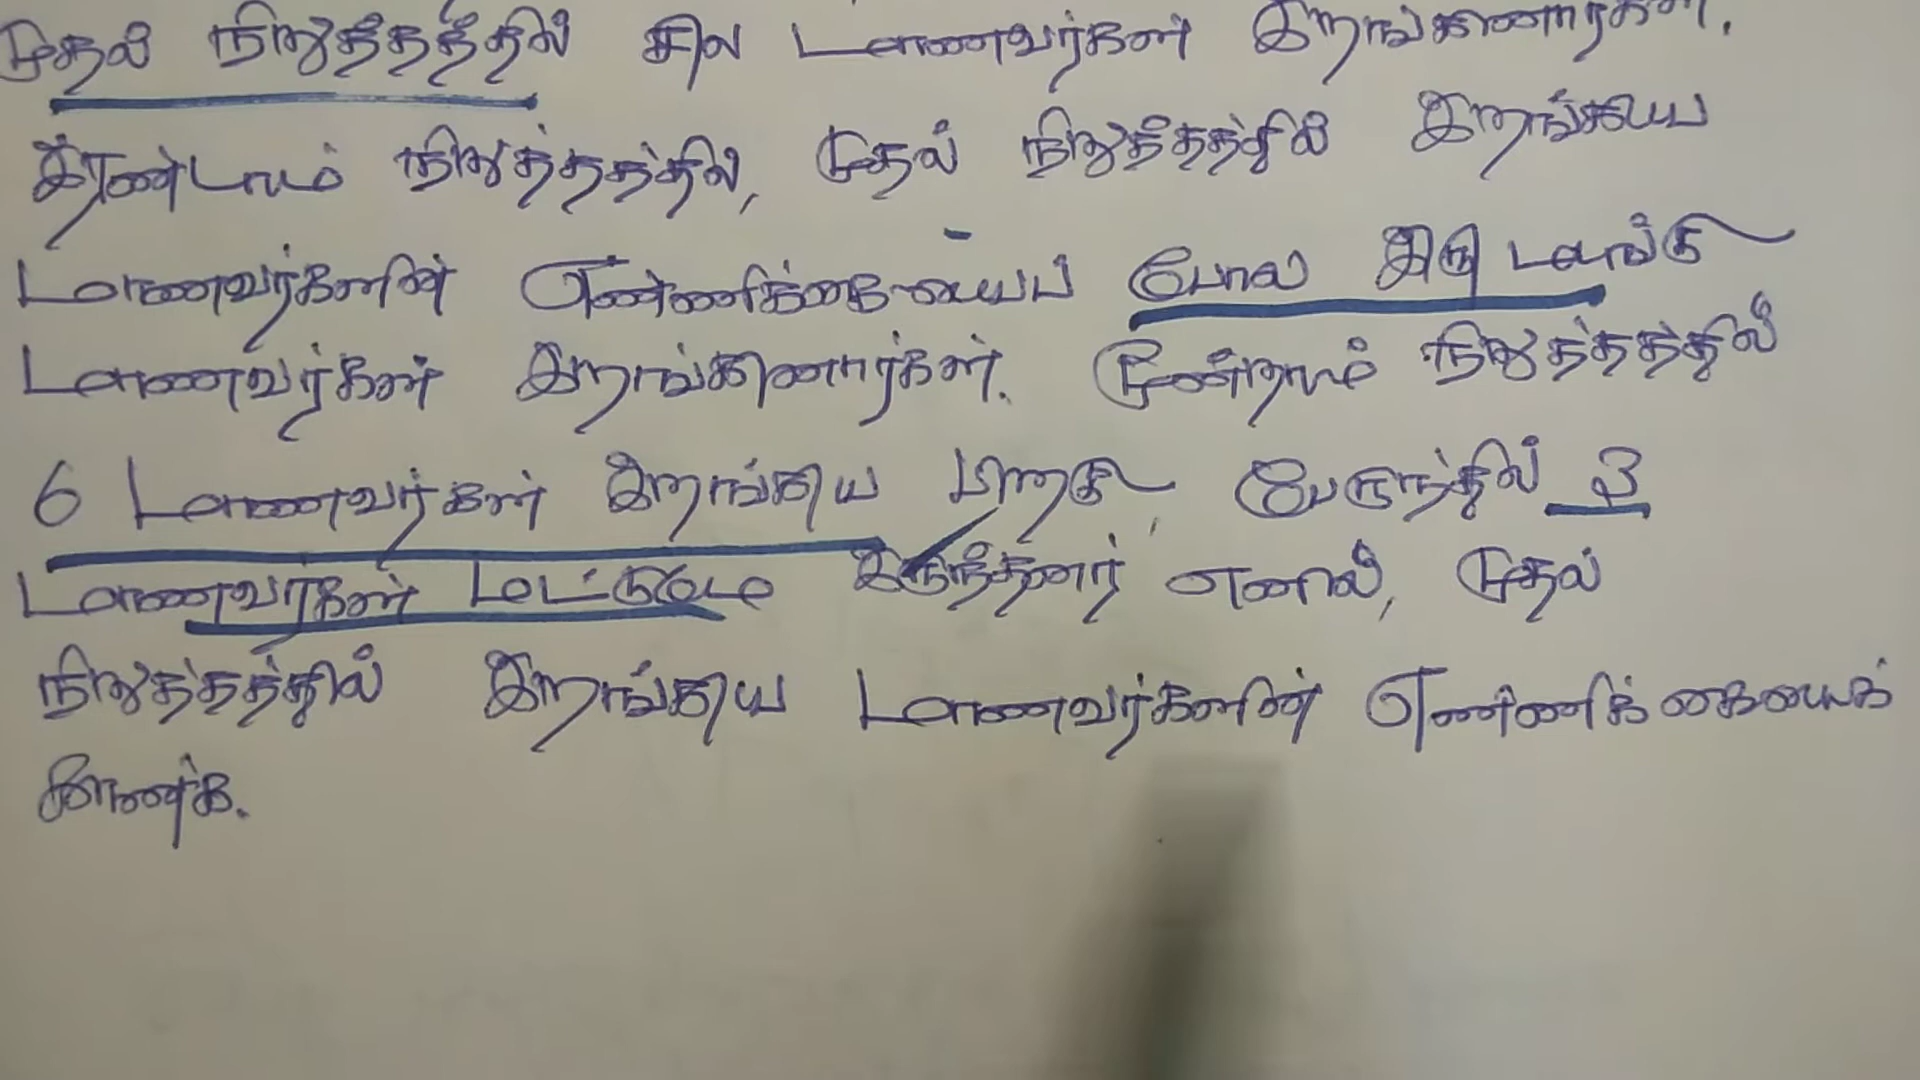 முதல் நிறுத்தத்தில் சில மாணவர்கள் இறங்கினார்கள்.
இரண்டாம் நிறுத்தத்தில், முதல் நிறுத்தத்தில் இறங்கிய
மாணவர்களின் எண்ணிக்கையைப் போல இரு மடங்கு
மாணவர்கள் இறங்கினார்கள். மூன்றாம் நிறுத்தத்தில்
6 மாணவர்கள் இறங்கிய பிறகு, பேருந்தில் 3
மாணவர்கள் மட்டுமே இருந்தனர் எனில், முதல்
நிறுத்தத்தில் இறங்கிய மாணவர்களின் எண்ணிக்கையைக்
காண்க.